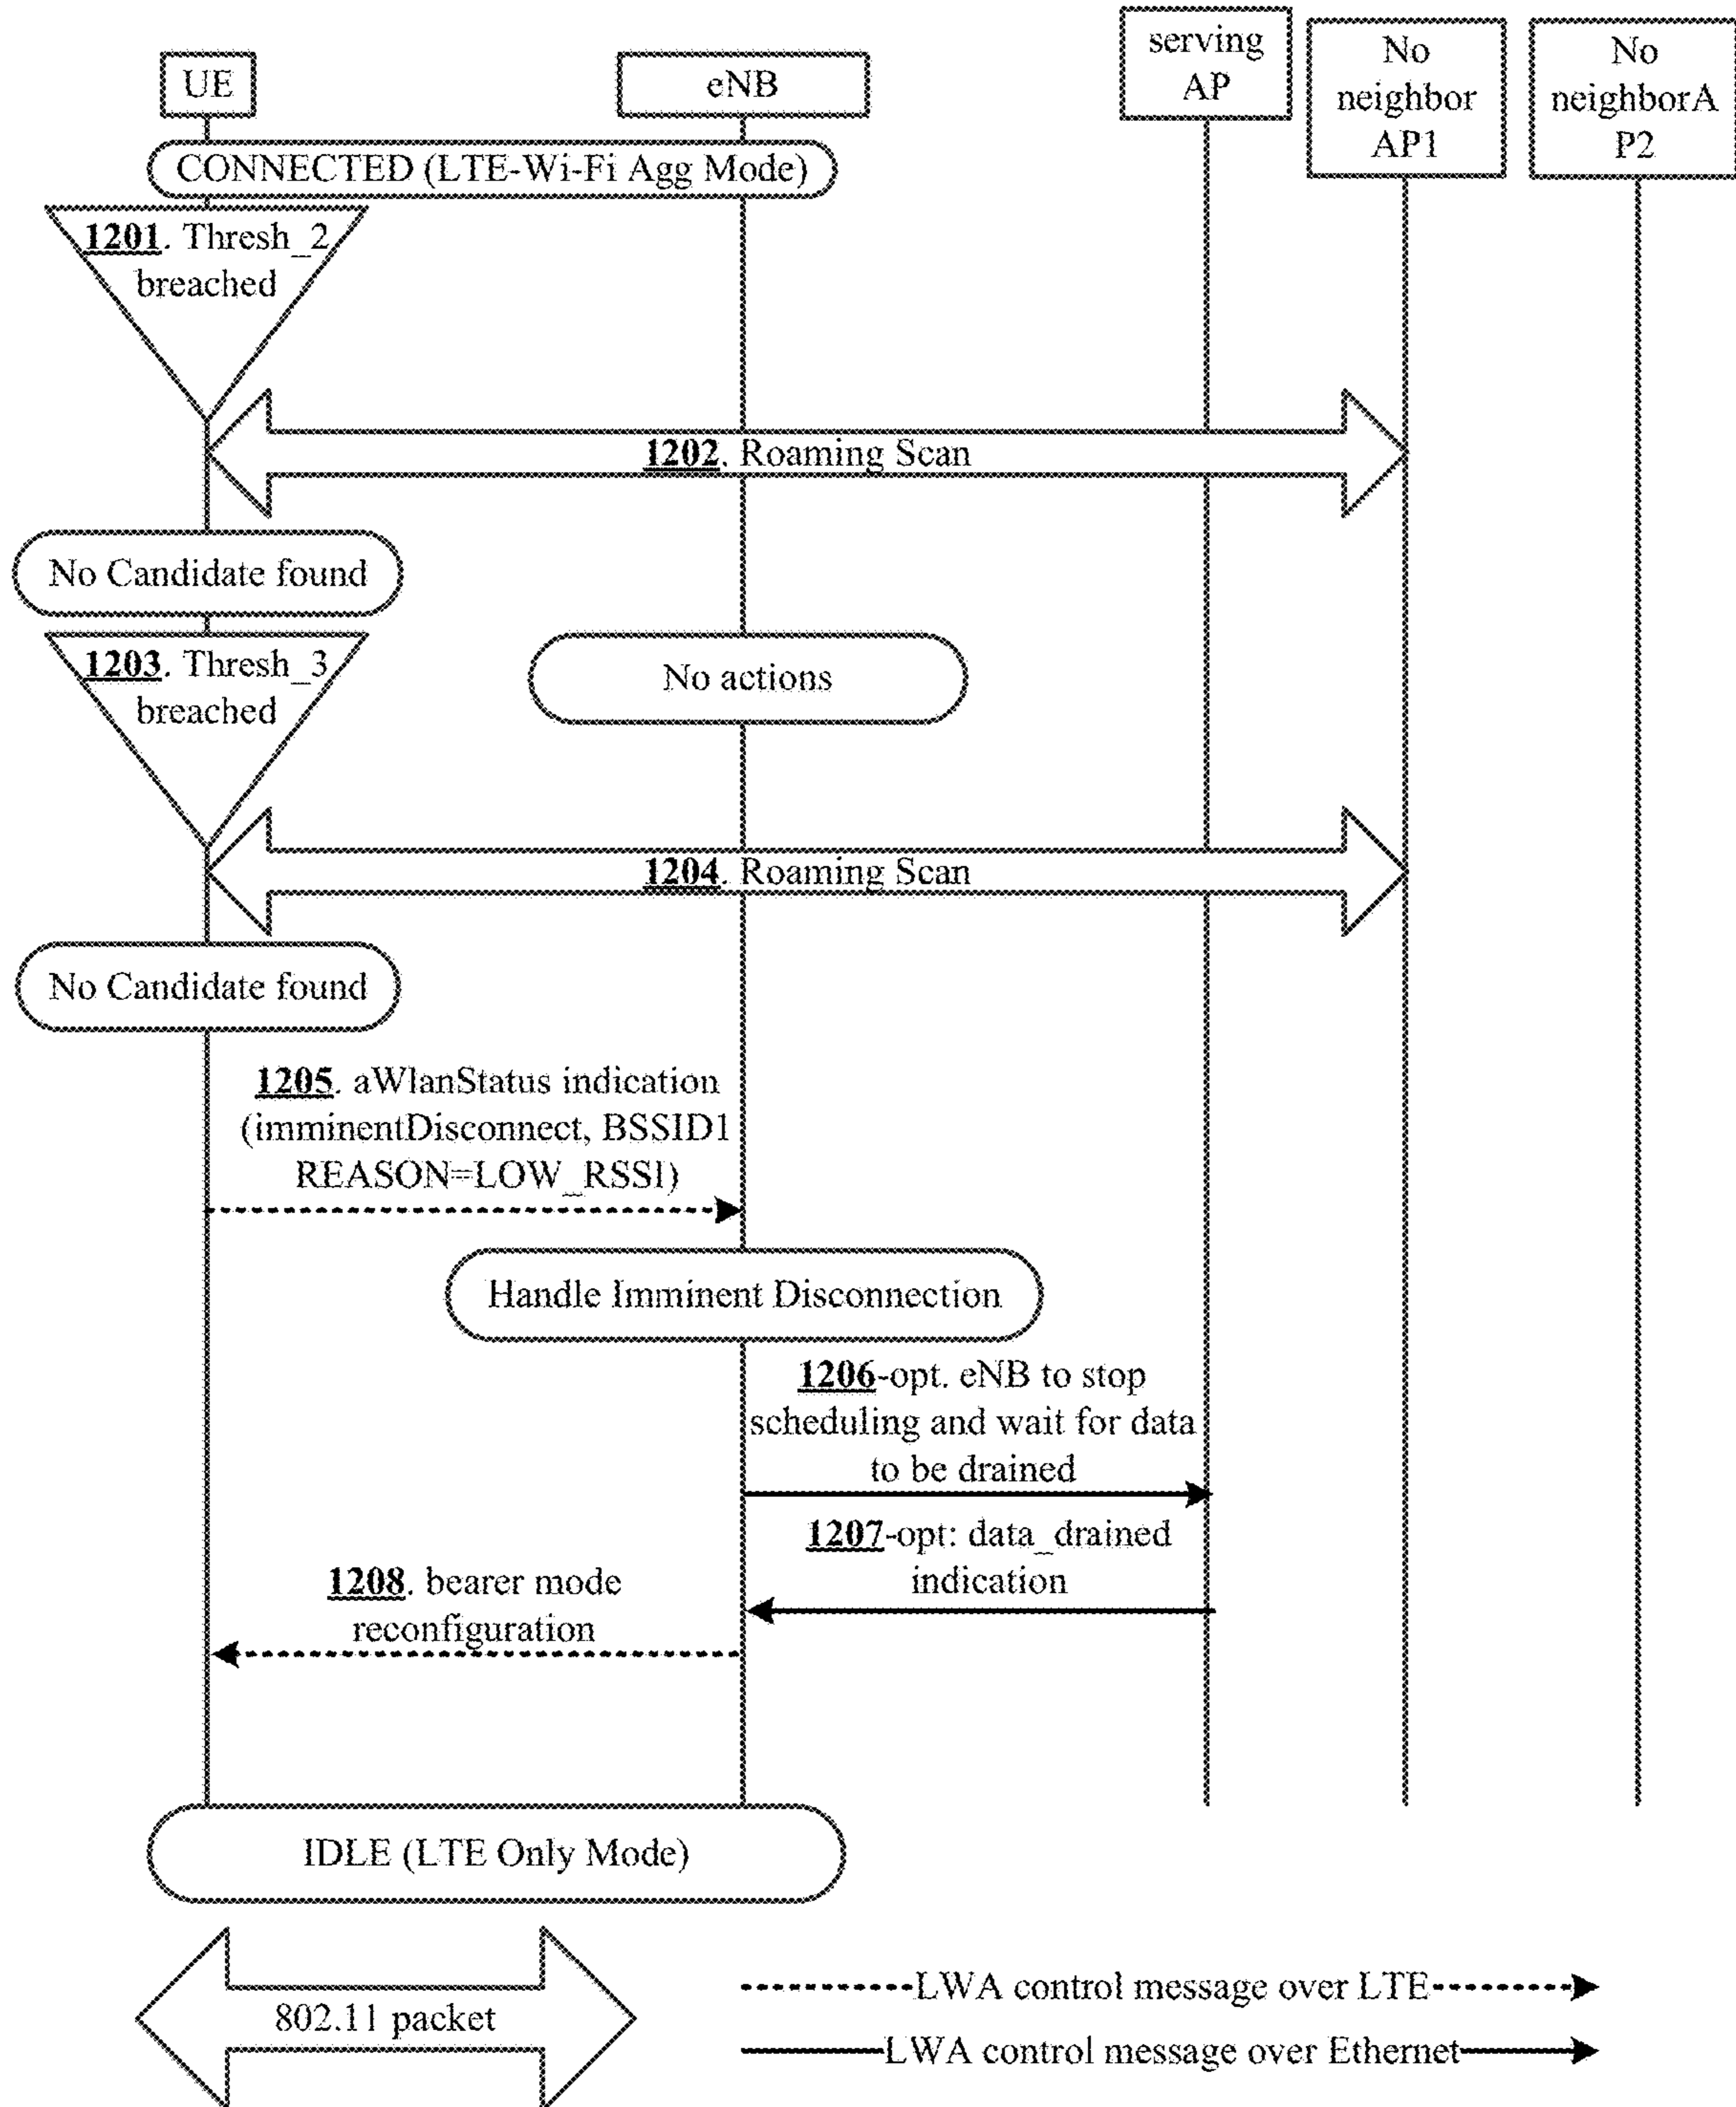 UE
eNB
serving
AP
No
neighbor
AP1
No
neighborA
P2
CONNECTED (LTE-Wi-Fi Agg Mode)
1201. Thresh_2
breached
1202. Roaming Scan
No Candidate found
1203. Thresh_3
breached
No actions
1204. Roaming Scan
No Candidate found
1205. aWlanStatus indication
(imminentDisconnect, BSSID1
REASON=LOW_RSSI)
Handle Imminent Disconnection
1206-opt. eNB to stop
scheduling and wait for data
to be drained
1207-opt: data_drained
indication
1208. bearer mode
reconfiguration
IDLE (LTE Only Mode)
802.11 packet
LWA control message over LTE
LWA control message over Ethernet